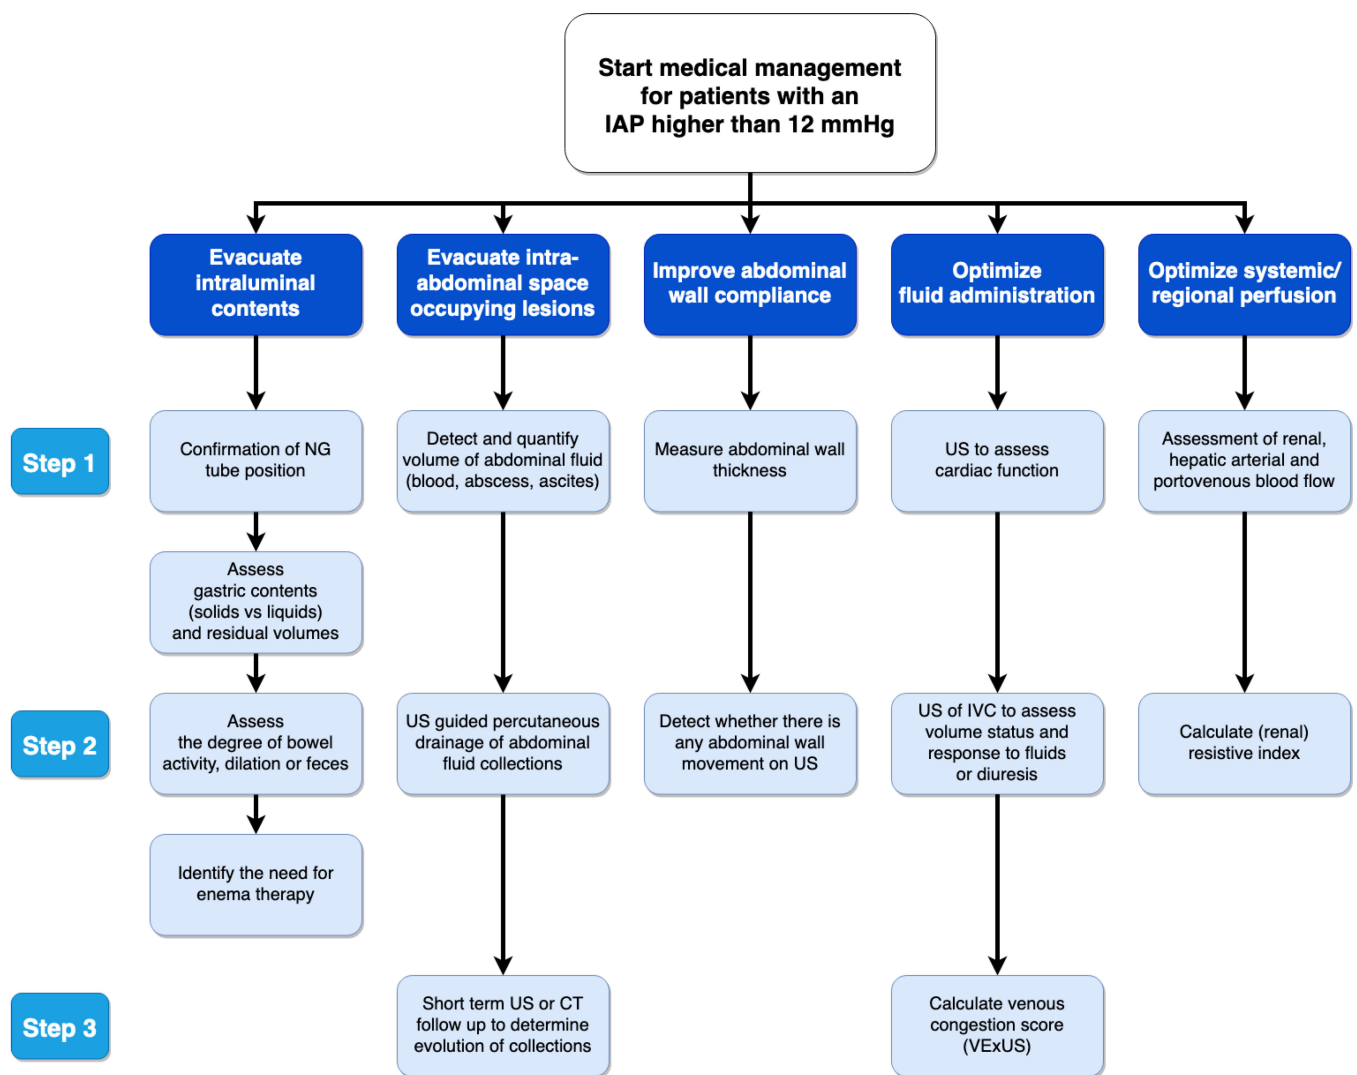 Start medical management
for patients with an
IAP higher than 12 mmHg
Evacuate
intraluminal
contents
Evacuate intra-
abdominal space
occupying lesions
Improve abdominal
wall compliance
Optimize
fluid administration
Optimize systemic/
regional perfusion
Step 1
Confirmation of NG
tube position
Detect and quantify
volume of abdominal fluid
(blood, abscess, ascites)
Measure abdominal wall
thickness
US to assess
cardiac function
Assessment of renal,
hepatic arterial and
portovenous blood flow
Assess
gastric contents
(solids vs liquids)
and residual volumes
Step 2
Assess
the degree of bowel
activity, dilation or feces
US guided percutaneous
drainage of abdominal
fluid collections
Detect whether there is
any abdominal wall
movement on US
US of IVC to assess
volume status and
response to fluids
or diuresis
Calculate (renal)
resistive index
Identify the need for
enema therapy
Step 3
Short term US or CT
follow up to determine
evolution of collections
Calculate venous
congestion score
(VExUS)